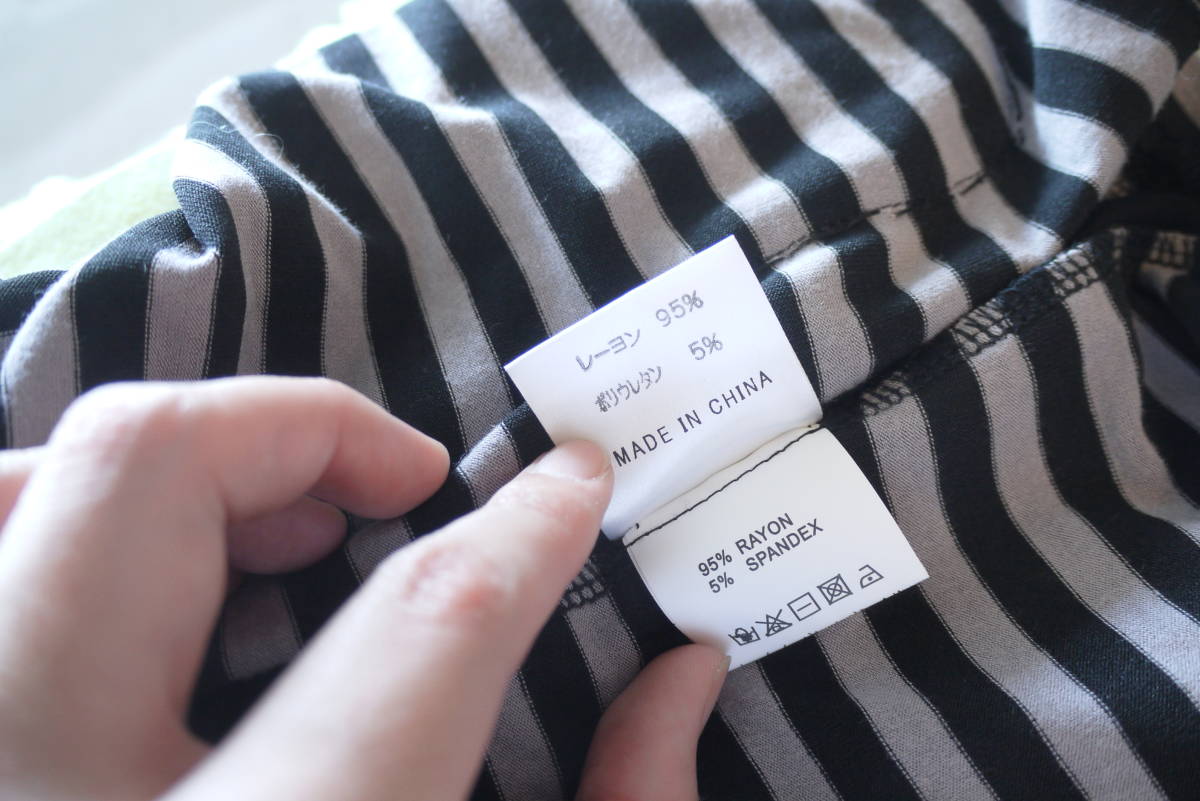 レーヨン 95%
ポリウレタン 5%
MADE IN CHINA
95% RAYON
5% SPANDEX